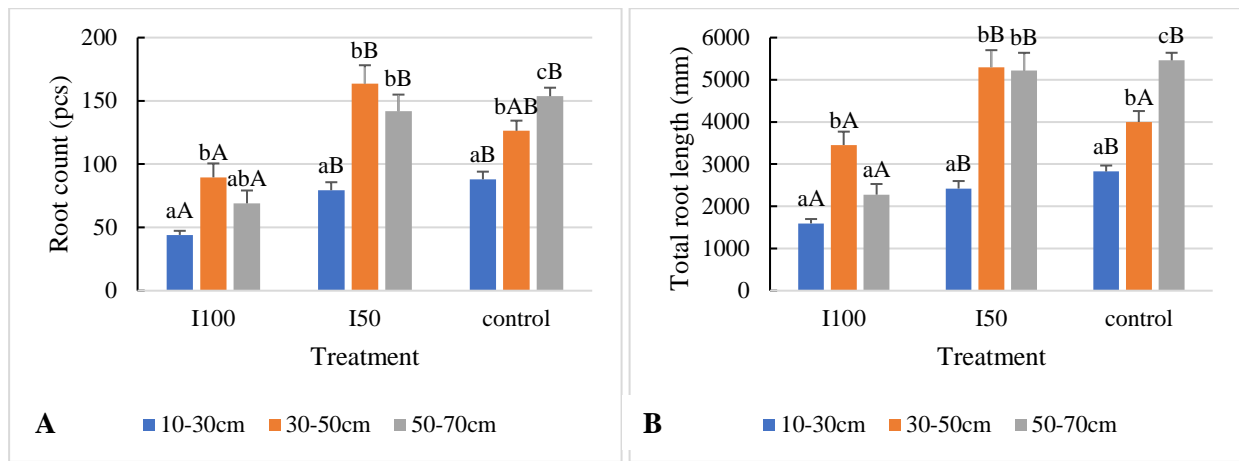 200
150
100
50
0
Root count (pcs)
aA
bA
abA
aB
bB
bB
aB
bAB
cB
I100
I50
control
Treatment
A
10-30cm
30-50cm
50-70cm
6000
5000
4000
3000
2000
1000
0
Total root length (mm)
aA
bA
aA
aB
bB
bB
aB
bA
cB
I100
I50
control
Treatment
B
10-30cm
30-50cm
50-70cm